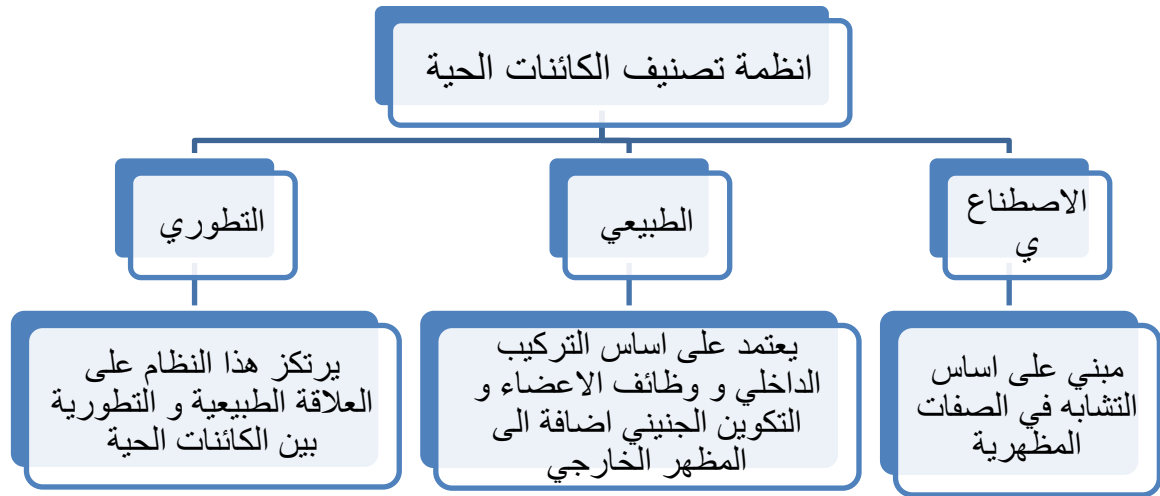 انظمة تصنيف الكائنات الحية
الاصطناع
ي
الطبيعي
التطوري
مبني على اساس
التشابه في الصفات
المظهرية
يعتمد على اساس التركيب
الداخلي و وظائف الاعضاء و
التكوين الجنيني اضافة الى
المظهر الخارجي
يرتكز هذا النظام على
العلاقة الطبيعية و التطورية
بين الكائنات الحية